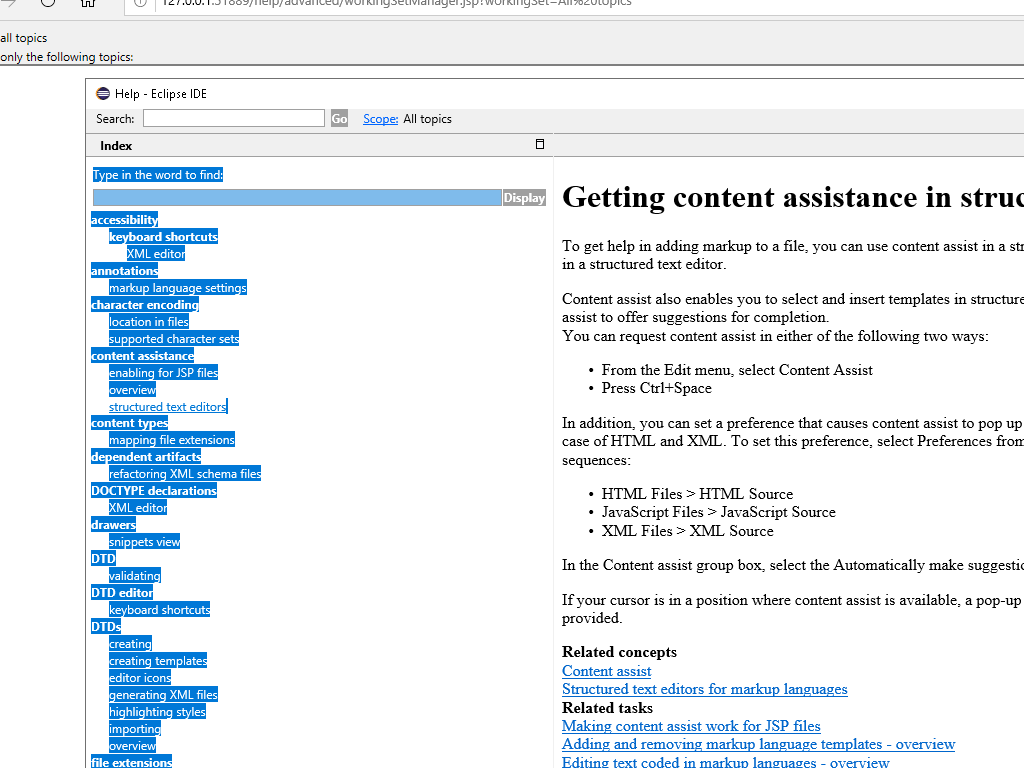 127.0.0.1:51889/help/advanced/workingSetManager.jsp?workingSet=All%20topics
all topics
only the following topics:
Help - Eclipse IDE
Search:
Go
Scope: All topics
Index
Type in the word to find:
Display
accessibility
keyboard shortcuts
XML editor
annotations
markup language settings
character encoding
location in files
supported character sets
content assistance
enabling for JSP files
overview
structured text editors
content types
mapping file extensions
dependent artifacts
refactoring XML schema files
DOCTYPE declarations
XML editor
drawers
snippets view
DTD
validating
DTD editor
keyboard shortcuts
DTDs
creating
creating templates
editor icons
generating XML files
highlighting styles
importing
overview
file extensions
Getting content assistance in struc
To get help in adding markup to a file, you can use content assist in a str
in a structured text editor.
Content assist also enables you to select and insert templates in structure
assist to offer suggestions for completion.
You can request content assist in either of the following two ways:
• From the Edit menu, select Content Assist
• Press Ctrl+Space
In addition, you can set a preference that causes content assist to pop up
case of HTML and XML. To set this preference, select Preferences from
sequences:
• HTML Files > HTML Source
• JavaScript Files > JavaScript Source
• XML Files > XML Source
In the Content assist group box, select the Automatically make suggestio
If your cursor is in a position where content assist is available, a pop-up
provided.
Related concepts
Content assist
Structured text editors for markup languages
Related tasks
Making content assist work for JSP files
Adding and removing markup language templates - overview
Editing text coded in markup languages - overview